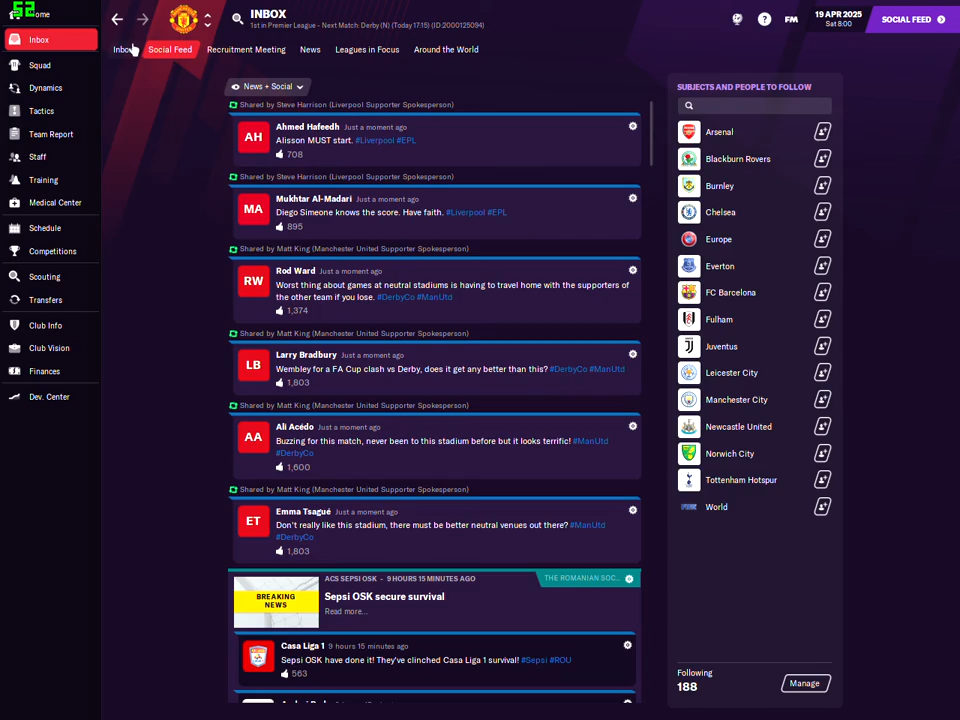 52
ome
INBOX
1st in Premier League - Next Match: Derby (N) (Today 17:15) (ID:2000125094)
FM
19 APR 2025
Sat 8:00
SOCIAL FEED
Inbox
Social Feed
Recruitment Meeting
News
Leagues in Focus
Around the World
Inbox
Squad
Dynamics
Tactics
Team Report
Staff
Training
Medical Center
Schedule
Competitions
Scouting
Transfers
Club Info
Club Vision
Finances
Dev. Center
News + Social
Shared by Steve Harrison (Liverpool Supporter Spokesperson)
AH
Ahmed Hafeedh Just a moment ago
Alisson MUST start. #Liverpool #EPL
708
Shared by Steve Harrison (Liverpool Supporter Spokesperson)
MA
Mukhtar Al-Madari Just a moment ago
Diego Simeone knows the score. Have faith. #Liverpool #EPL
895
Shared by Matt King (Manchester United Supporter Spokesperson)
RW
Rod Ward Just a moment ago
Worst thing about games at neutral stadiums is having to travel home with the supporters of
the other team if you lose. #DerbyCo #ManUtd
1,374
Shared by Matt King (Manchester United Supporter Spokesperson)
LB
Larry Bradbury Just a moment ago
Wembley for a FA Cup clash vs Derby, does it get any better than this? #DerbyCo #ManUtd
1,803
Shared by Matt King (Manchester United Supporter Spokesperson)
AA
Ali Acédo Just a moment ago
Buzzing for this match, never been to this stadium before but it looks terrific! #ManUtd
#DerbyCo
1,600
Shared by Matt King (Manchester United Supporter Spokesperson)
ET
Emma Tsagué Just a moment ago
Don't really like this stadium, there must be better neutral venues out there? #ManUtd
#DerbyCo
1,803
BREAKING
NEWS
ACS SEPSI OSK - 9 HOURS 15 MINUTES AGO
THE ROMANIAN SOC...
Sepsi OSK secure survival
Read more...
Casa Liga 1 9 hours 15 minutes ago
Sepsi OSK have done it! They've clinched Casa Liga 1 survival! #Sepsi #ROU
563
SUBJECTS AND PEOPLE TO FOLLOW
Arsenal
Blackburn Rovers
Burnley
Chelsea
Europe
Everton
FC Barcelona
Fulham
Juventus
Leicester City
Manchester City
Newcastle United
Norwich City
Tottenham Hotspur
World
Following
188
Manage